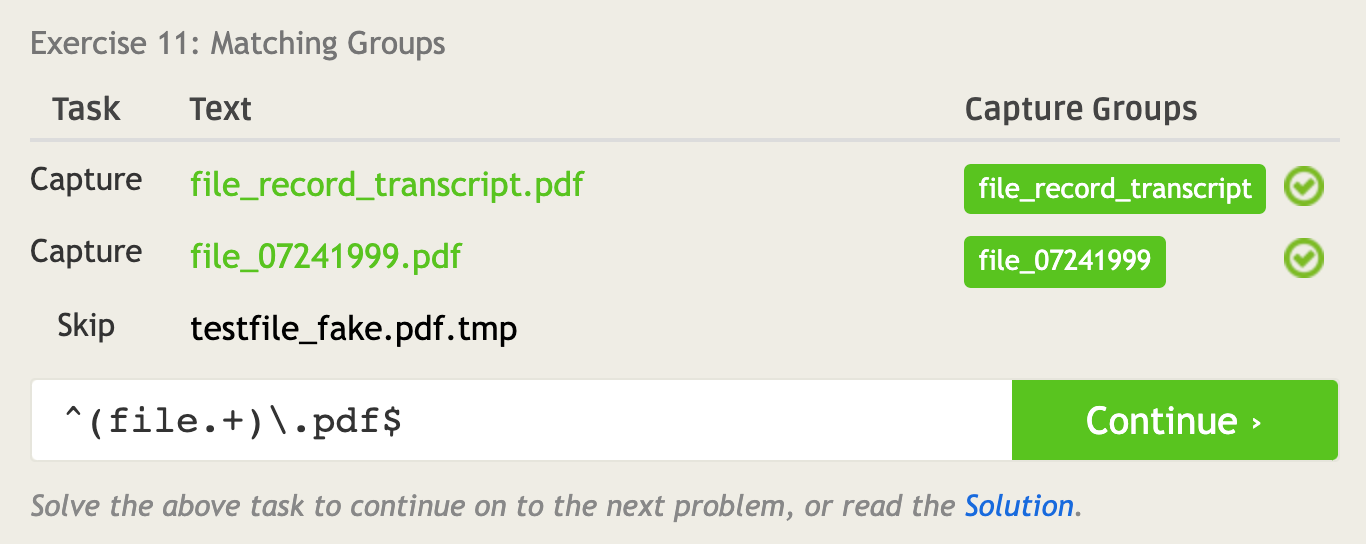 Exercise 11: Matching Groups
Task Text Capture Groups
Capture file_record_transcript.pdf file_record_transcript
Capture file_07241999.pdf file_07241999
Skip testfile_fake.pdf.tmp
^(file.+)\.pdf$ Continue ›
Solve the above task to continue on to the next problem, or read the Solution.